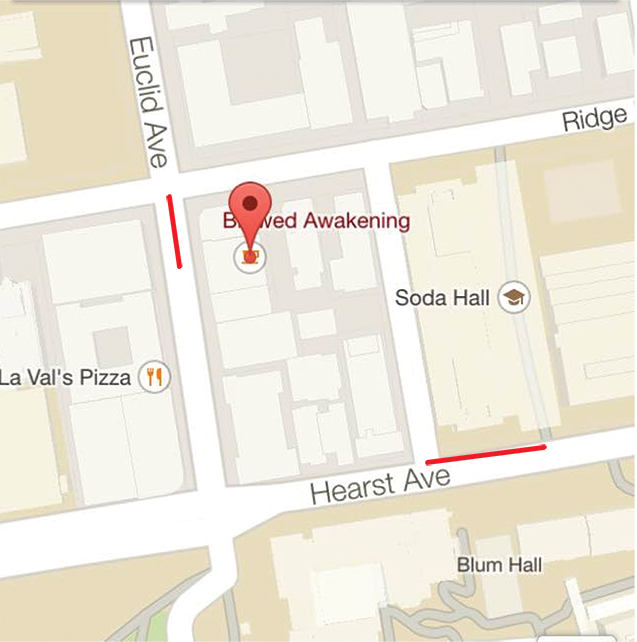 Euclid Ave
Ridge
Brewed Awakening
Soda Hall
La Val's Pizza
Hearst Ave
Blum Hall